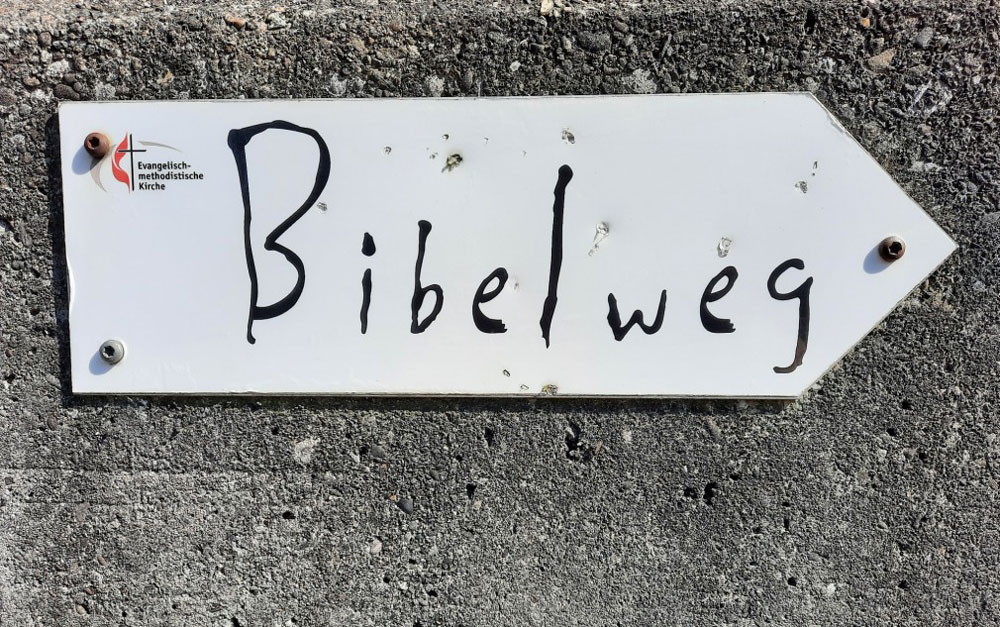 Evangelisch-
methodistische
Kirche
Bibelweg